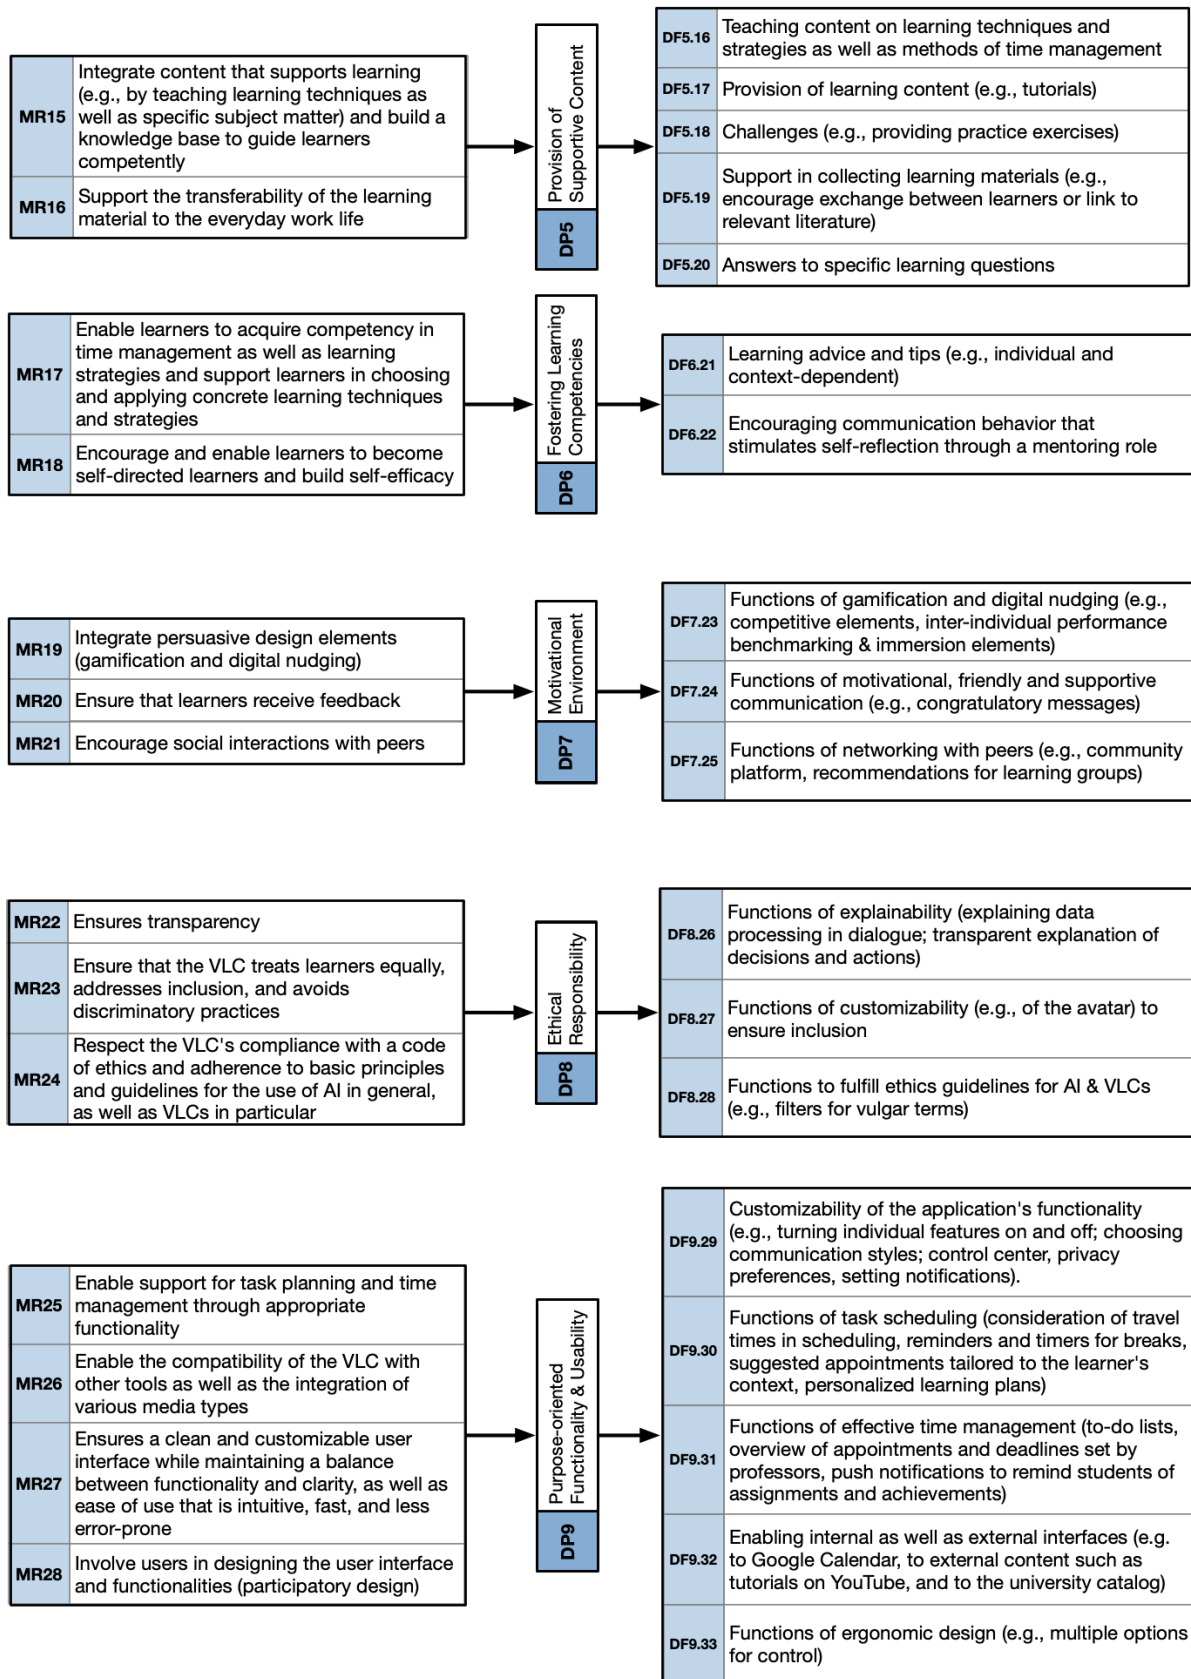 MR15
Integrate content that supports learning
(e.g., by teaching learning techniques as
well as specific subject matter) and build a
knowledge base to guide learners
competently
MR16
Support the transferability of the learning
material to the everyday work life
Provision of
Supportive Content
DP5
DF5.16
Teaching content on learning techniques and
strategies as well as methods of time management
DF5.17
Provision of learning content (e.g., tutorials)
DF5.18
Challenges (e.g., providing practice exercises)
DF5.19
Support in collecting learning materials (e.g.,
encourage exchange between learners or link to
relevant literature)
DF5.20
Answers to specific learning questions
MR17
Enable learners to acquire competency in
time management as well as learning
strategies and support learners in choosing
and applying concrete learning techniques
and strategies
MR18
Encourage and enable learners to become
self-directed learners and build self-efficacy
Fostering Learning
Competencies
DP6
DF6.21
Learning advice and tips (e.g., individual and
context-dependent)
DF6.22
Encouraging communication behavior that
stimulates self-reflection through a mentoring role
MR19
Integrate persuasive design elements
(gamification and digital nudging)
MR20
Ensure that learners receive feedback
MR21
Encourage social interactions with peers
Motivational
Environment
DP7
DF7.23
Functions of gamification and digital nudging (e.g.,
competitive elements, inter-individual performance
benchmarking & immersion elements)
DF7.24
Functions of motivational, friendly and supportive
communication (e.g., congratulatory messages)
DF7.25
Functions of networking with peers (e.g., community
platform, recommendations for learning groups)
MR22
Ensures transparency
MR23
Ensure that the VLC treats learners equally,
addresses inclusion, and avoids
discriminatory practices
MR24
Respect the VLC's compliance with a code
of ethics and adherence to basic principles
and guidelines for the use of AI in general,
as well as VLCs in particular
Ethical
Responsibility
DP8
DF8.26
Functions of explainability (explaining data
processing in dialogue; transparent explanation of
decisions and actions)
DF8.27
Functions of customizability (e.g., of the avatar) to
ensure inclusion
DF8.28
Functions to fulfill ethics guidelines for AI & VLCs
(e.g., filters for vulgar terms)
MR25
Enable support for task planning and time
management through appropriate
functionality
MR26
Enable the compatibility of the VLC with
other tools as well as the integration of
various media types
MR27
Ensures a clean and customizable user
interface while maintaining a balance
between functionality and clarity, as well as
ease of use that is intuitive, fast, and less
error-prone
MR28
Involve users in designing the user interface
and functionalities (participatory design)
Purpose-oriented
Functionality & Usability
DP9
DF9.29
Customizability of the application's functionality
(e.g., turning individual features on and off; choosing
communication styles; control center, privacy
preferences, setting notifications).
DF9.30
Functions of task scheduling (consideration of travel
times in scheduling, reminders and timers for breaks,
suggested appointments tailored to the learner's
context, personalized learning plans)
DF9.31
Functions of effective time management (to-do lists,
overview of appointments and deadlines set by
professors, push notifications to remind students of
assignments and achievements)
DF9.32
Enabling internal as well as external interfaces (e.g.
to Google Calendar, to external content such as
tutorials on YouTube, and to the university catalog)
DF9.33
Functions of ergonomic design (e.g., multiple options
for control)